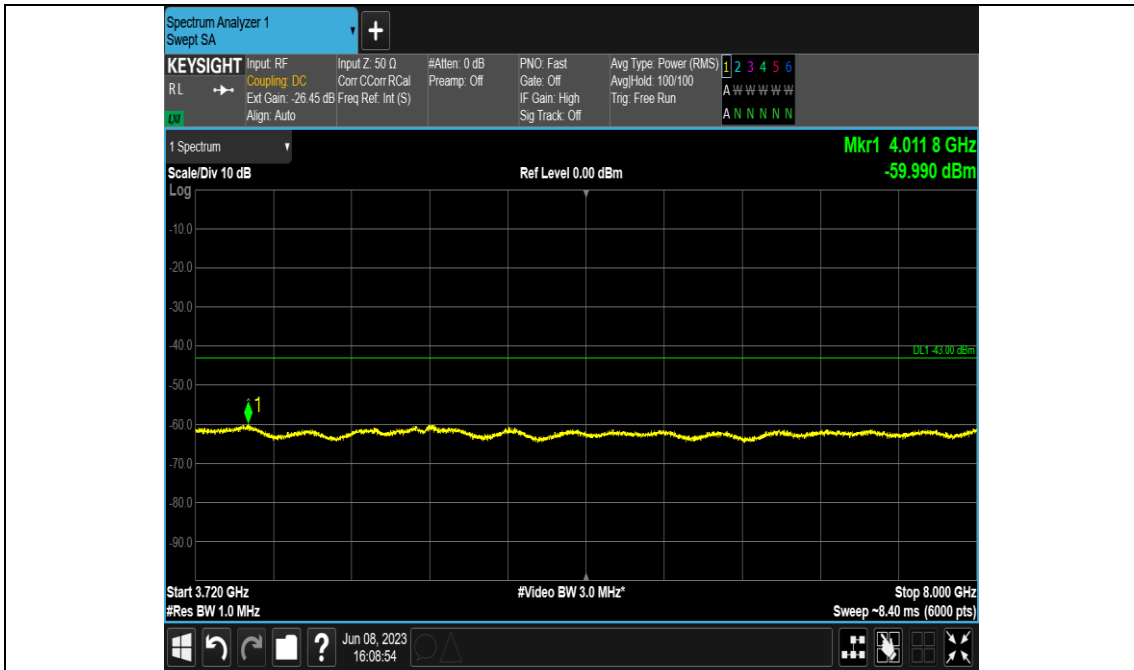 Spectrum Analyzer 1
Swept SA
+
KEYSIGHT
RL
LXI
Input: RF
Coupling: DC
Ext Gain: -26.45 dB
Align: Auto
Input Z: 50 Ω
Corr CCorr RCal
Freq Ref: Int (S)
#Atten: 0 dB
Preamp: Off
PNO: Fast
Gate: Off
IF Gain: High
Sig Track: Off
Avg Type: Power (RMS)
Avg|Hold: 100/100
Trig: Free Run
1 2 3 4 5 6
A W W W W W
A N N N N N
1 Spectrum
Mkr1 4.011 8 GHz
Scale/Div 10 dB
Ref Level 0.00 dBm
-59.990 dBm
Log
-10.0
-20.0
-30.0
-40.0
DL1 -43.00 dBm
-50.0
1
-60.0
-70.0
-80.0
-90.0
Start 3.720 GHz
#Video BW 3.0 MHz*
Stop 8.000 GHz
#Res BW 1.0 MHz
Sweep ~8.40 ms (6000 pts)
?
Jun 08, 2023
16:08:54